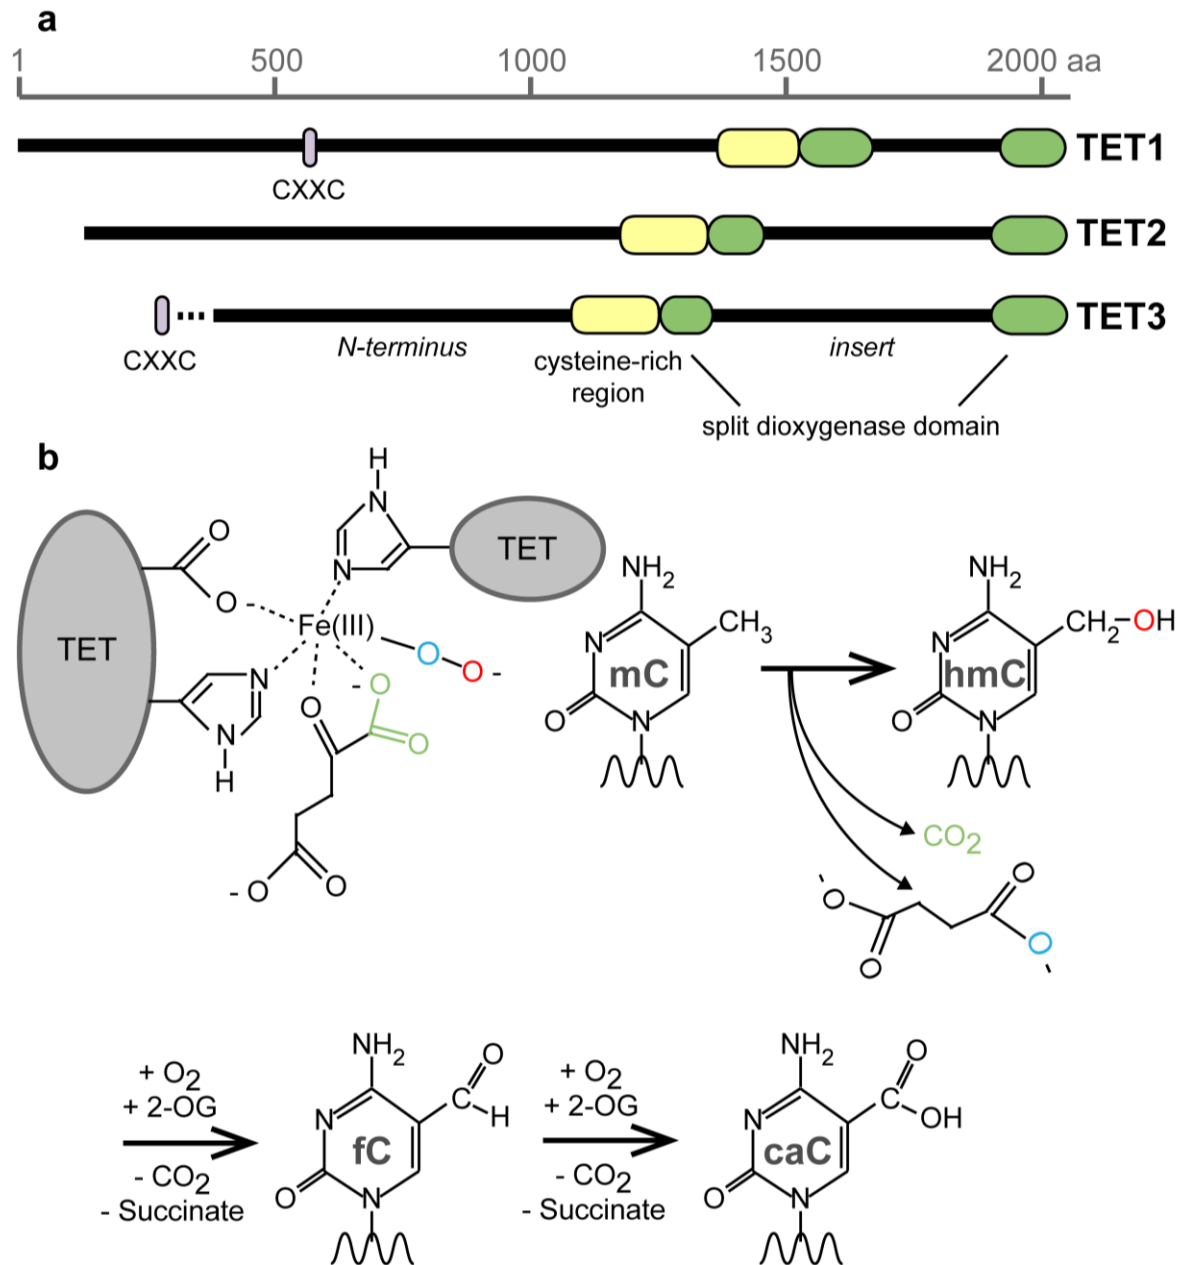 a
1 500 1000 1500 2000 aa
TET1
CXXC
TET2
TET3
CXXC
N-terminus
cysteine-rich
region
insert
split dioxygenase domain
b
H
N
N
TET
O
O -
TET
Fe(III)
O
O -
N
N
H
- O
O
O
- O
O
NH2
CH3
N
mC
O
N
NH2
CH2-OH
N
hmC
O
N
CO2
- O
O
O
O -
+ O2
+ 2-OG
- CO2
- Succinate
NH2
O
C
H
N
fC
O
N
+ O2
+ 2-OG
- CO2
- Succinate
NH2
O
C
OH
N
caC
O
N